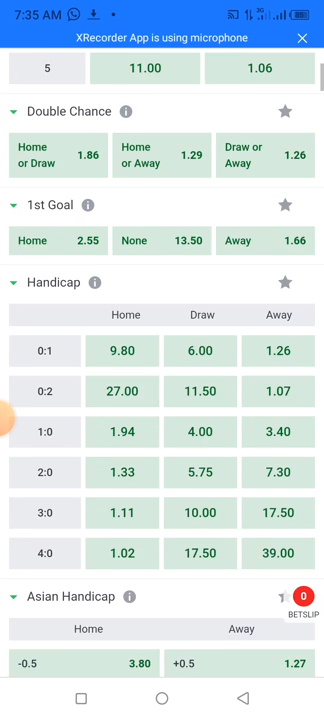 7:35 AM
3G
XRecorder App is using microphone
5 11.00 1.06
Double Chance
Home or Draw 1.86 Home or Away 1.29 Draw or Away 1.26
1st Goal
Home 2.55 None 13.50 Away 1.66
Handicap
Home Draw Away
0:1 9.80 6.00 1.26
0:2 27.00 11.50 1.07
1:0 1.94 4.00 3.40
2:0 1.33 5.75 7.30
3:0 1.11 10.00 17.50
4:0 1.02 17.50 39.00
Asian Handicap
0
BETSLIP
Home Away
-0.5 3.80 +0.5 1.27